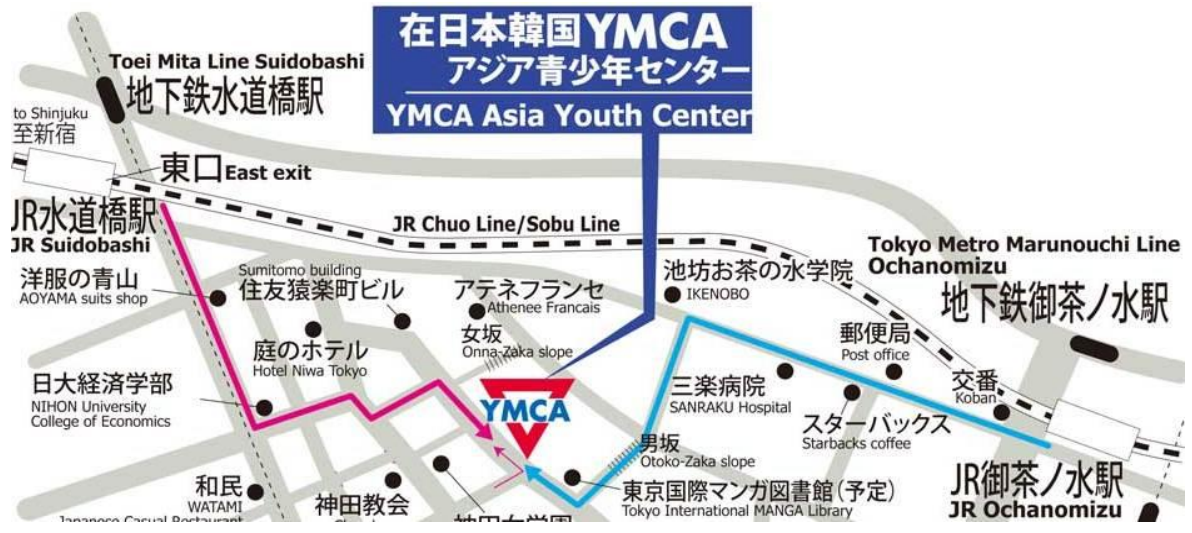 在日本韓国YMCA
アジア青少年センター
YMCA Asia Youth Center
Toei Mita Line Suidobashi
地下鉄水道橋駅
to Shinjuku
至新宿
東口East exit
JR水道橋駅
JR Suidobashi
JR Chuo Line/Sobu Line
Tokyo Metro Marunouchi Line
Ochanomizu
地下鉄御茶ノ水駅
洋服の青山
AOYAMA suits shop
Sumitomo building
住友猿楽町ビル
アテネフランセ
Athenee Francais
池坊お茶の水学院
IKENOBO
女坂
Onna-Zaka slope
郵便局
Post office
庭のホテル
Hotel Niwa Tokyo
日大経済学部
NIHON University
College of Economics
YMCA
三楽病院
SANRAKU Hospital
交番
Koban
スターバックス
Starbacks coffee
男坂
Otoko-Zaka slope
和民
WATAMI
Japanese Casual Restaurant
神田教会
神田女学園
東京国際マンガ図書館（予定）
Tokyo International MANGA Library
JR御茶ノ水駅
JR Ochanomizu